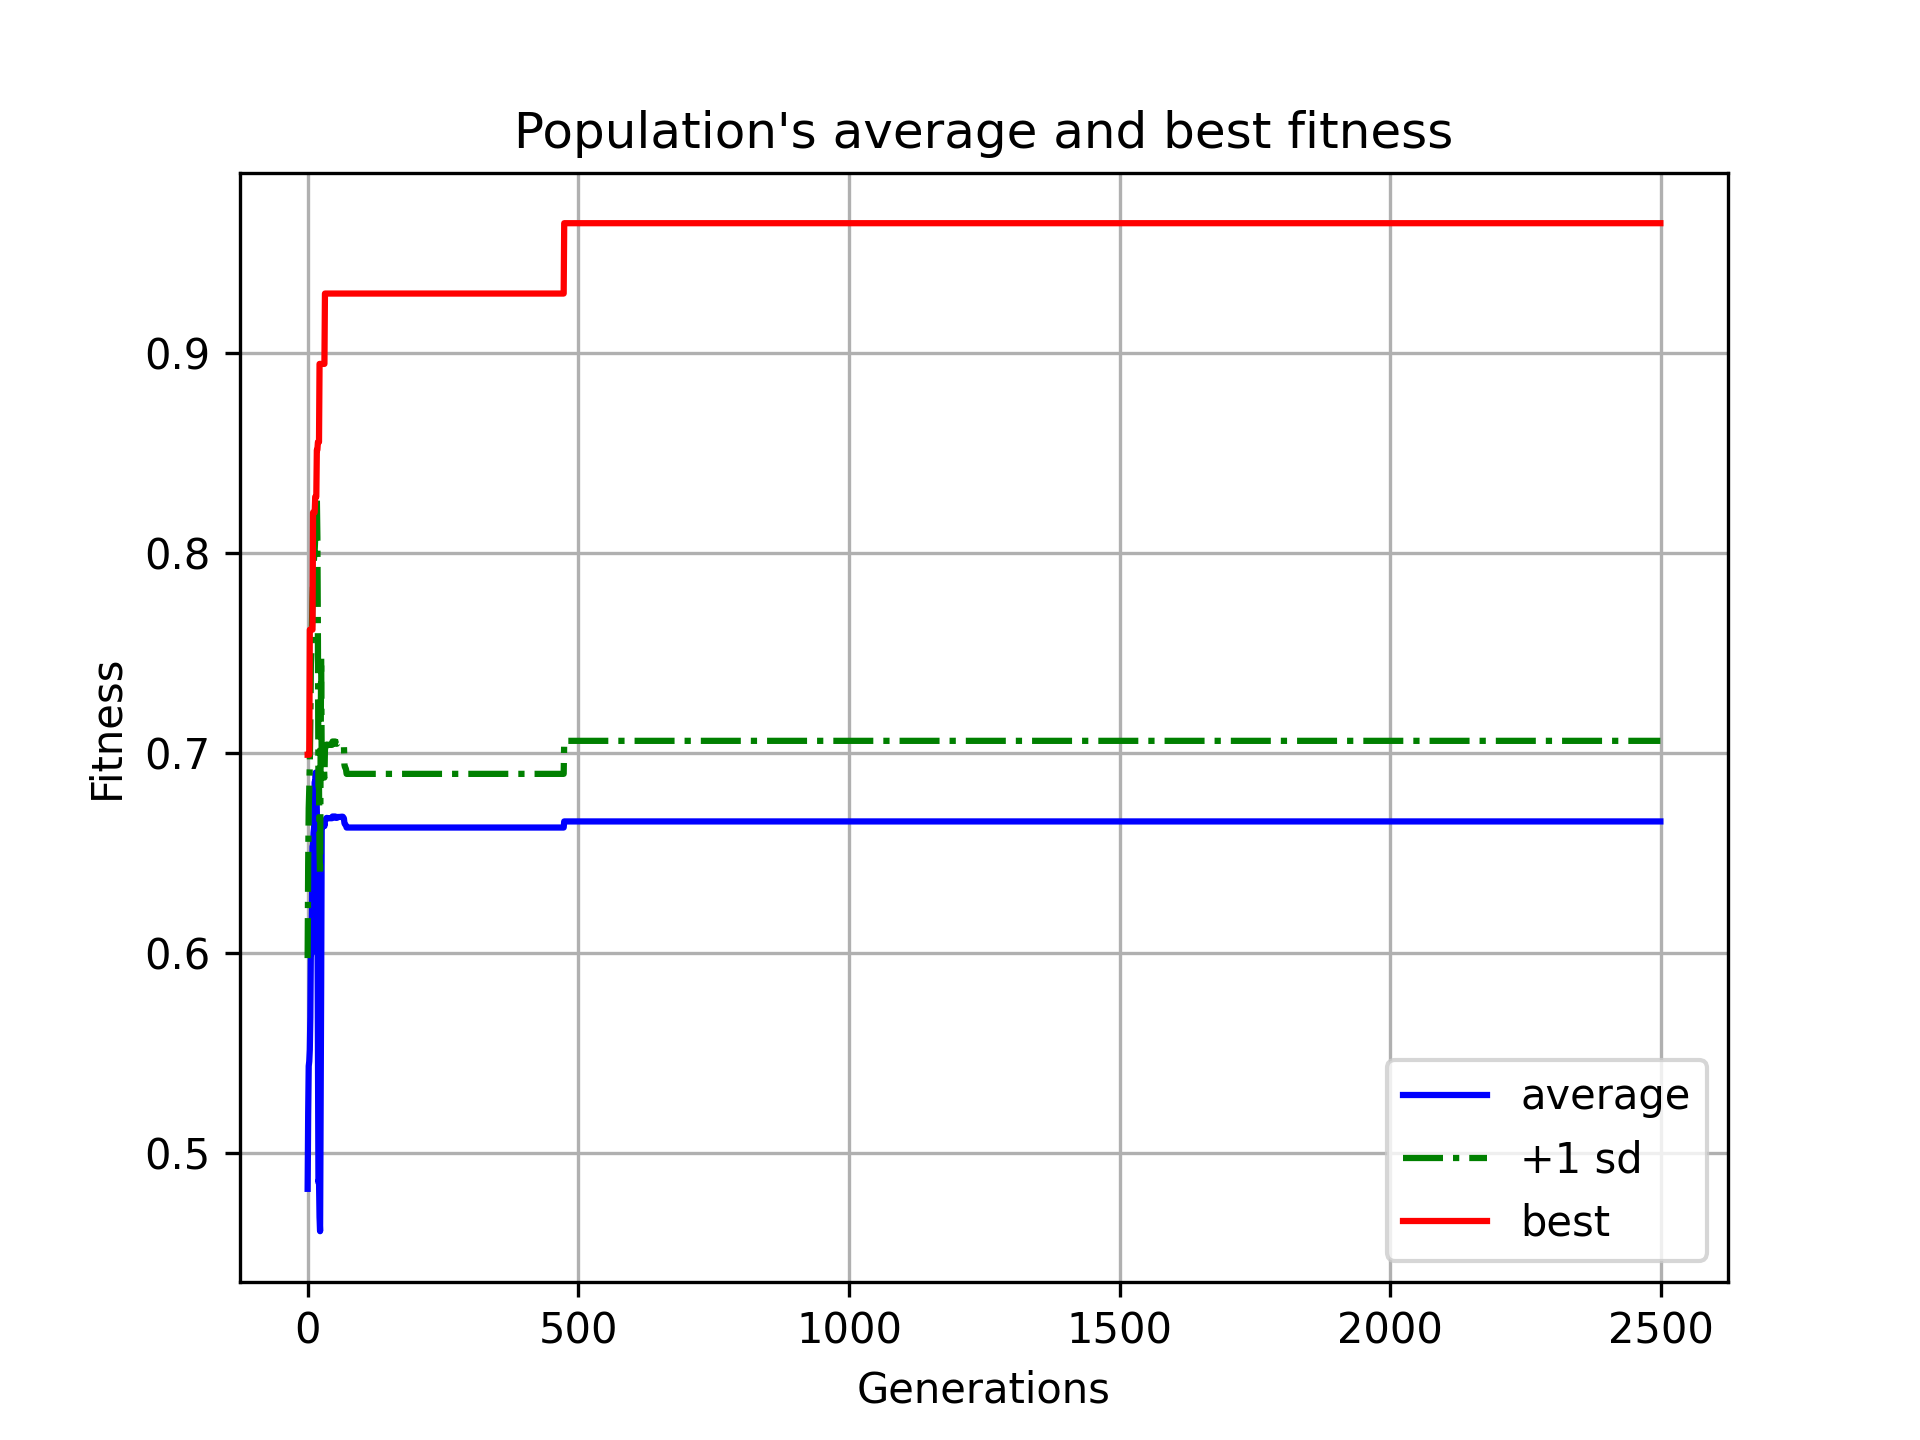 Population's average and best fitness
Fitness
0.9
0.8
0.7
0.6
0.5
0
500
1000
1500
2000
2500
Generations
average
+1 sd
best